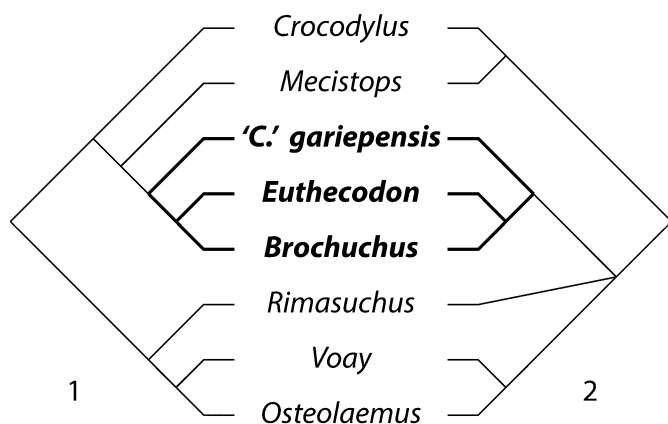 Crocodylus
Mecistops
‘C.’ gariepensis
Euthecodon
Brochuchus
Rimasuchus
Voay
1 2
Osteolaemus